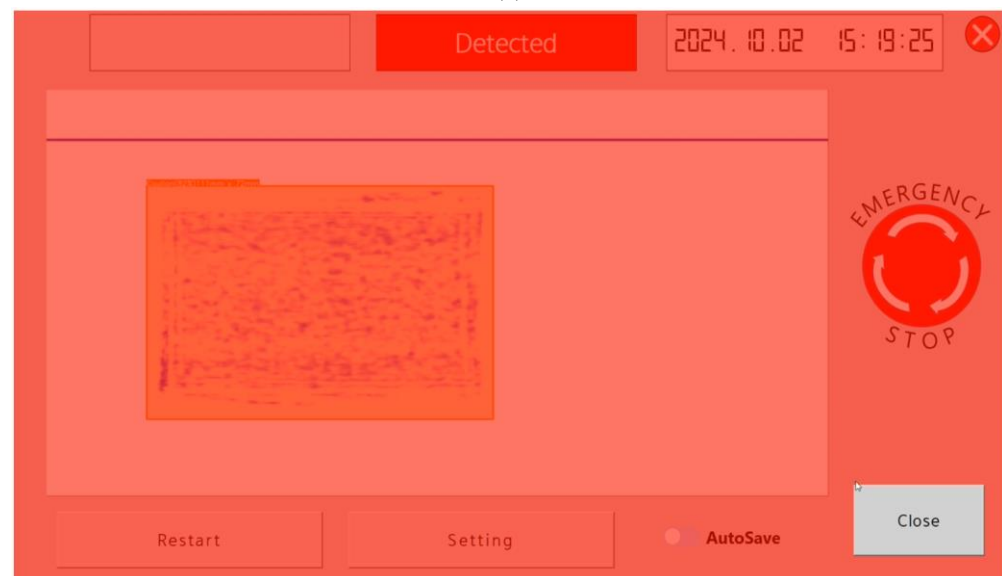 Detected
2024.10.02 15:19:25
EMERGENCY
STOP
Restart
Setting
AutoSave
Close